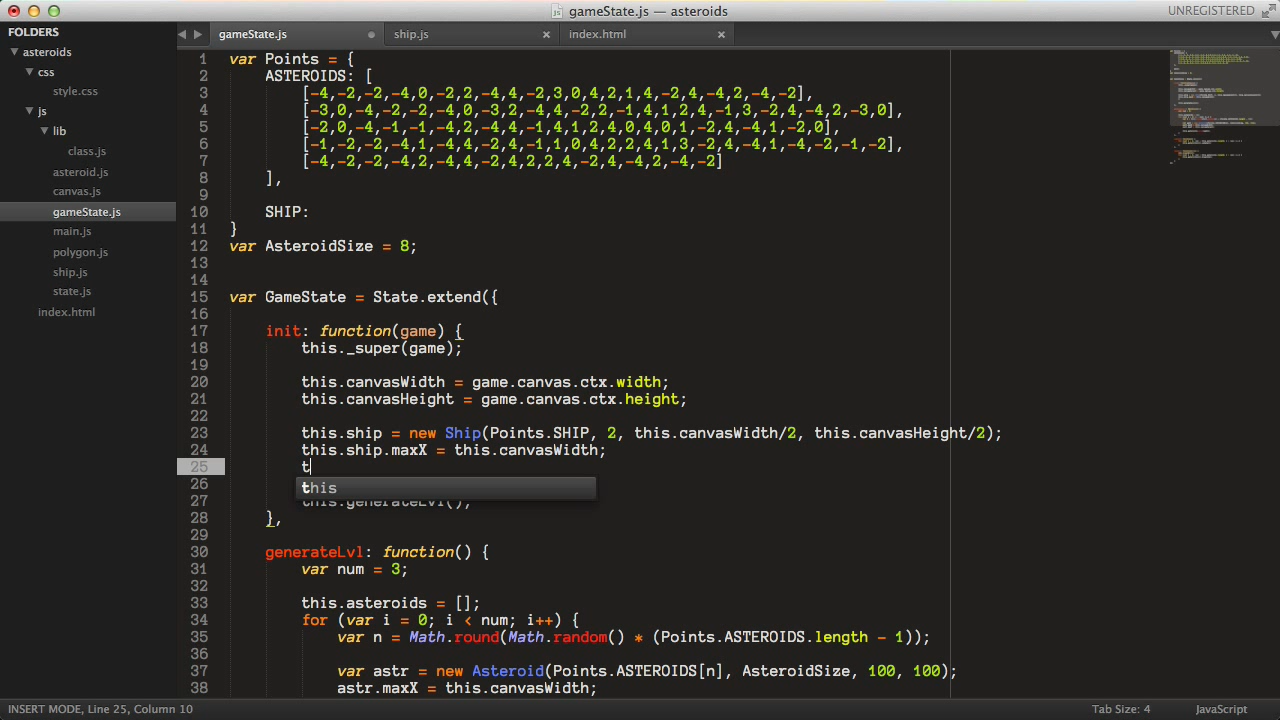 gameState.js — asteroids
UNREGISTERED
FOLDERS
asteroids
css
style.css
js
lib
class.js
asteroid.js
canvas.js
gameState.js
main.js
polygon.js
ship.js
state.js
index.html
gameState.js
ship.js
index.html
1 var Points = {
2 ASTEROIDS: [
3 [-4,-2,-2,-4,0,-2,2,-4,4,-2,3,0,4,2,1,4,-2,4,-4,2,-4,-2],
4 [-3,0,-4,-2,-2,-4,0,-3,2,-4,4,-2,2,-1,4,1,2,4,-1,3,-2,4,-4,2,-3,0],
5 [-2,0,-4,-1,-1,-4,2,-4,4,-1,4,1,2,4,0,4,0,1,-2,4,-4,1,-2,0],
6 [-1,-2,-2,-4,1,-4,4,-2,4,-1,1,0,4,2,2,4,1,3,-2,4,-4,1,-4,-2,-1,-2],
7 [-4,-2,-2,-4,2,-4,4,-2,4,2,2,4,-2,4,-4,2,-4,-2]
8 ],
9
10 SHIP:
11 }
12 var AsteroidSize = 8;
13
14
15 var GameState = State.extend({
16
17 init: function(game) {
18 this._super(game);
19
20 this.canvasWidth = game.canvas.ctx.width;
21 this.canvasHeight = game.canvas.ctx.height;
22
23 this.ship = new Ship(Points.SHIP, 2, this.canvasWidth/2, this.canvasHeight/2);
24 this.ship.maxX = this.canvasWidth;
25 t
26 this
27 this.generateLvl();
28 },
29
30 generateLvl: function() {
31 var num = 3;
32
33 this.asteroids = [];
34 for (var i = 0; i < num; i++) {
35 var n = Math.round(Math.random() * (Points.ASTEROIDS.length - 1));
36
37 var astr = new Asteroid(Points.ASTEROIDS[n], AsteroidSize, 100, 100);
38 astr.maxX = this.canvasWidth;
INSERT MODE, Line 25, Column 10
Tab Size: 4
JavaScript